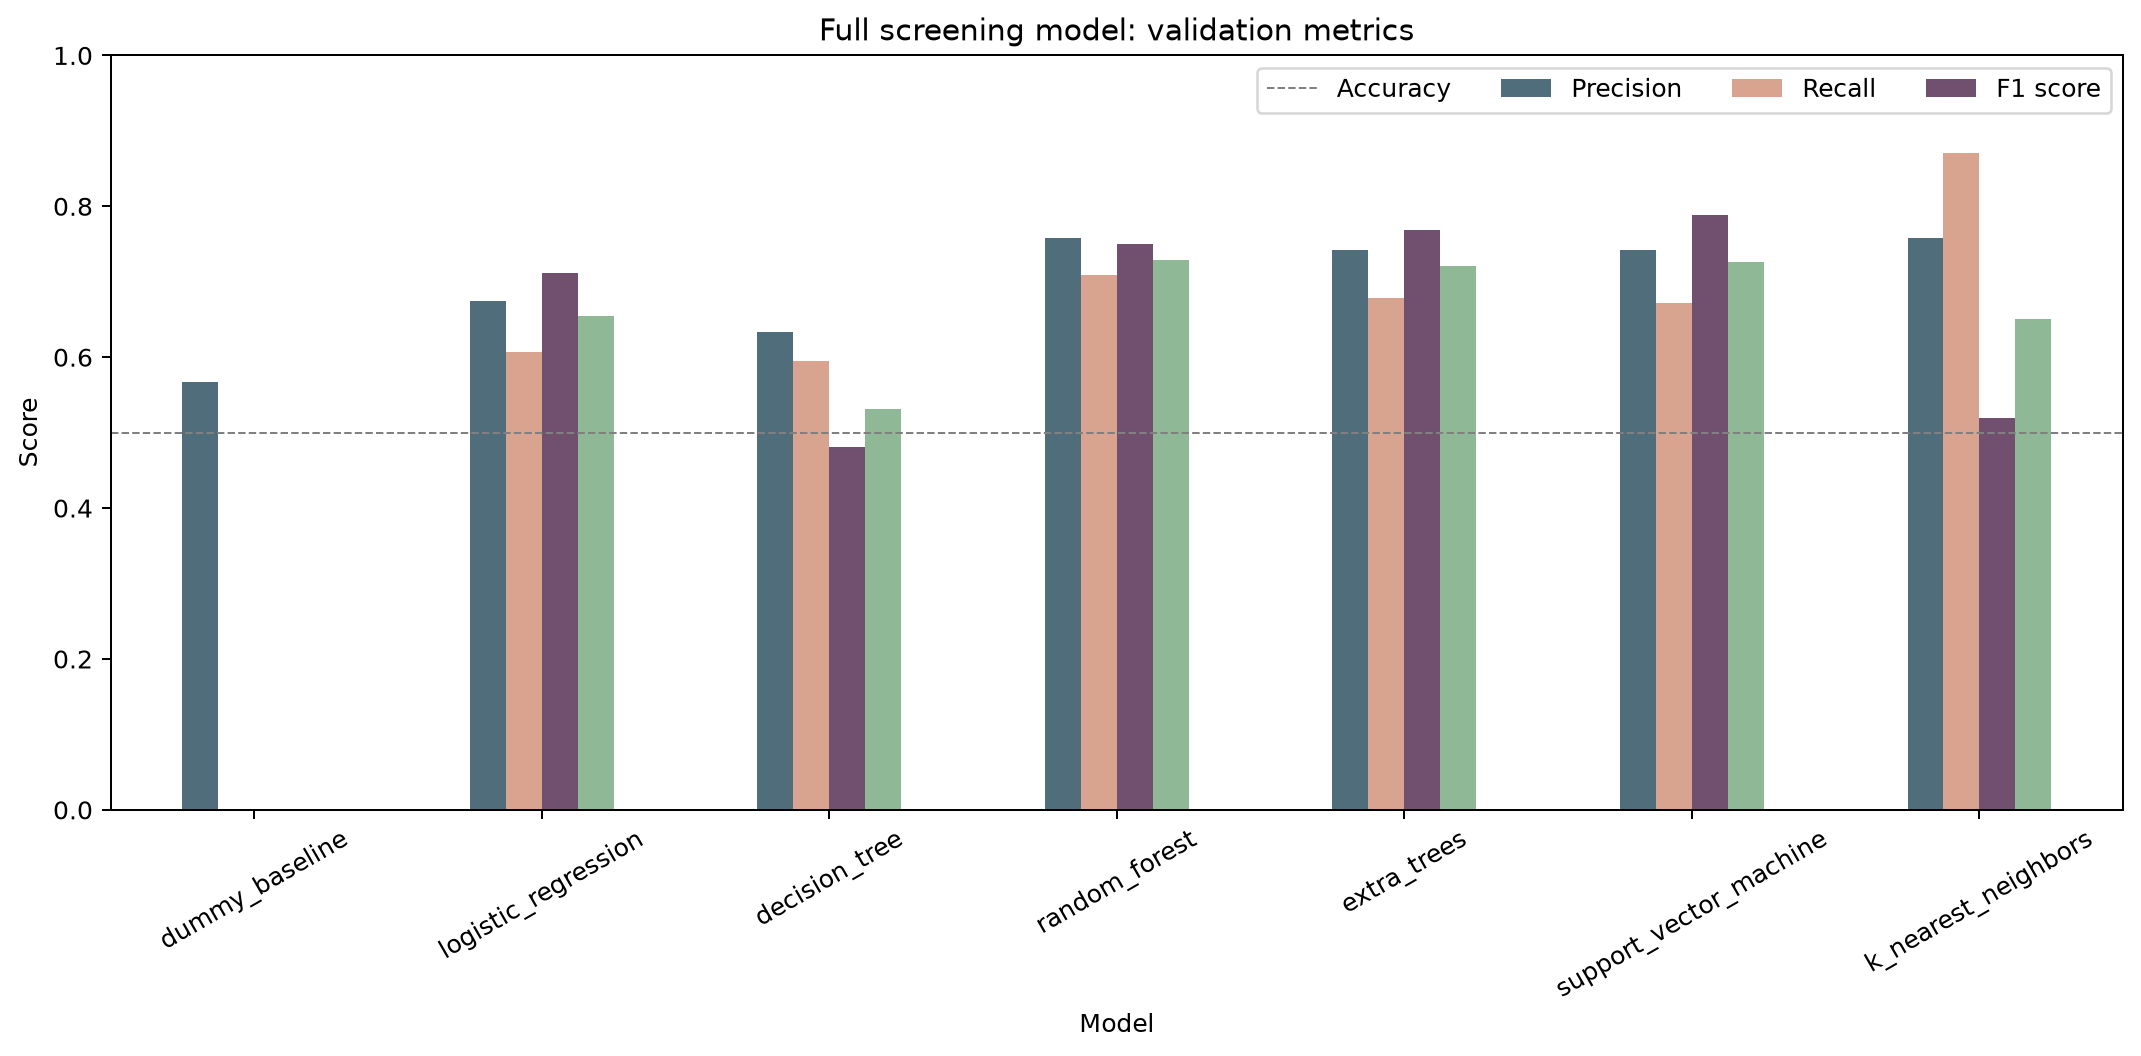 Full screening model: validation metrics
Accuracy Precision Recall F1 score
1.0
0.8
0.6
0.4
0.2
0.0
Score
dummy_baseline
logistic_regression
decision_tree
random_forest
extra_trees
support_vector_machine
k_nearest_neighbors
Model